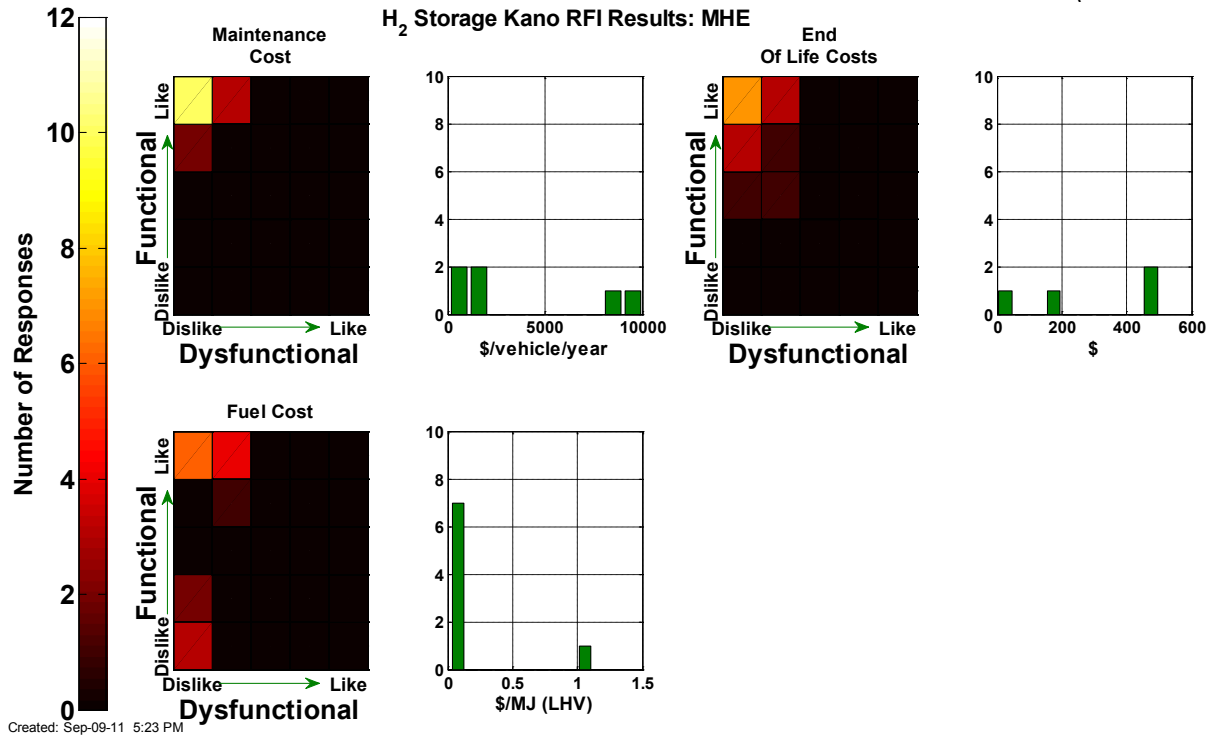 H2 Storage Kano RFI Results: MHE
Number of Responses
12
10
8
6
4
2
0
Maintenance
Cost
Functional
Like
Dislike
Dislike
Like
Dysfunctional
10
8
6
4
2
0
0
5000
10000
$/vehicle/year
End
Of Life Costs
Functional
Like
Dislike
Dislike
Like
Dysfunctional
10
8
6
4
2
0
0
200
400
600
$
Fuel Cost
Functional
Like
Dislike
Dislike
Like
Dysfunctional
10
8
6
4
2
0
0
0.5
1
1.5
$/MJ (LHV)
Created: Sep-09-11 5:23 PM